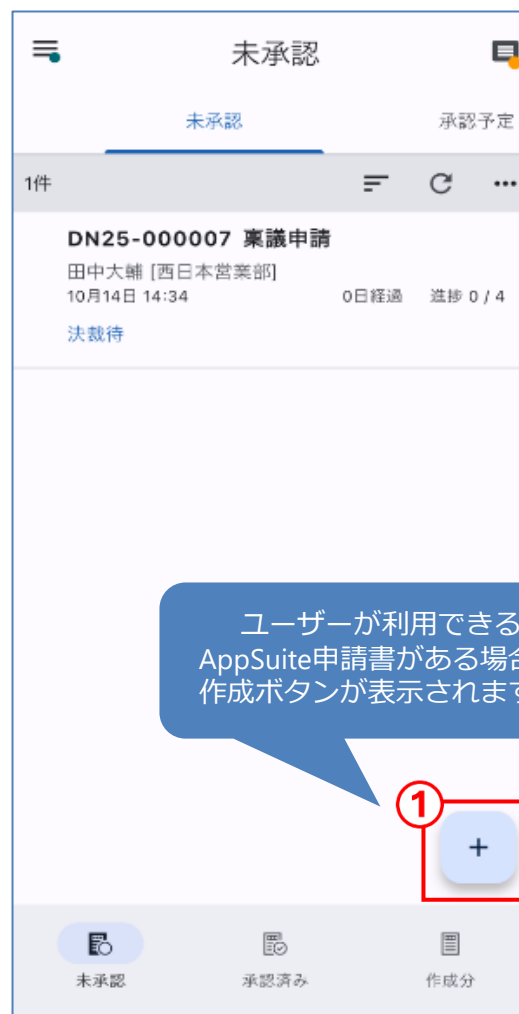 未承認
未承認 承認予定
1件
DN25-000007 稟議申請
田中大輔 [西日本営業部]
10月14日 14:34 0日経過 進捗 0 / 4
決裁待
ユーザーが利用できる
AppSuite申請書がある場合
作成ボタンが表示されます
①
+
未承認 承認済み 作成分